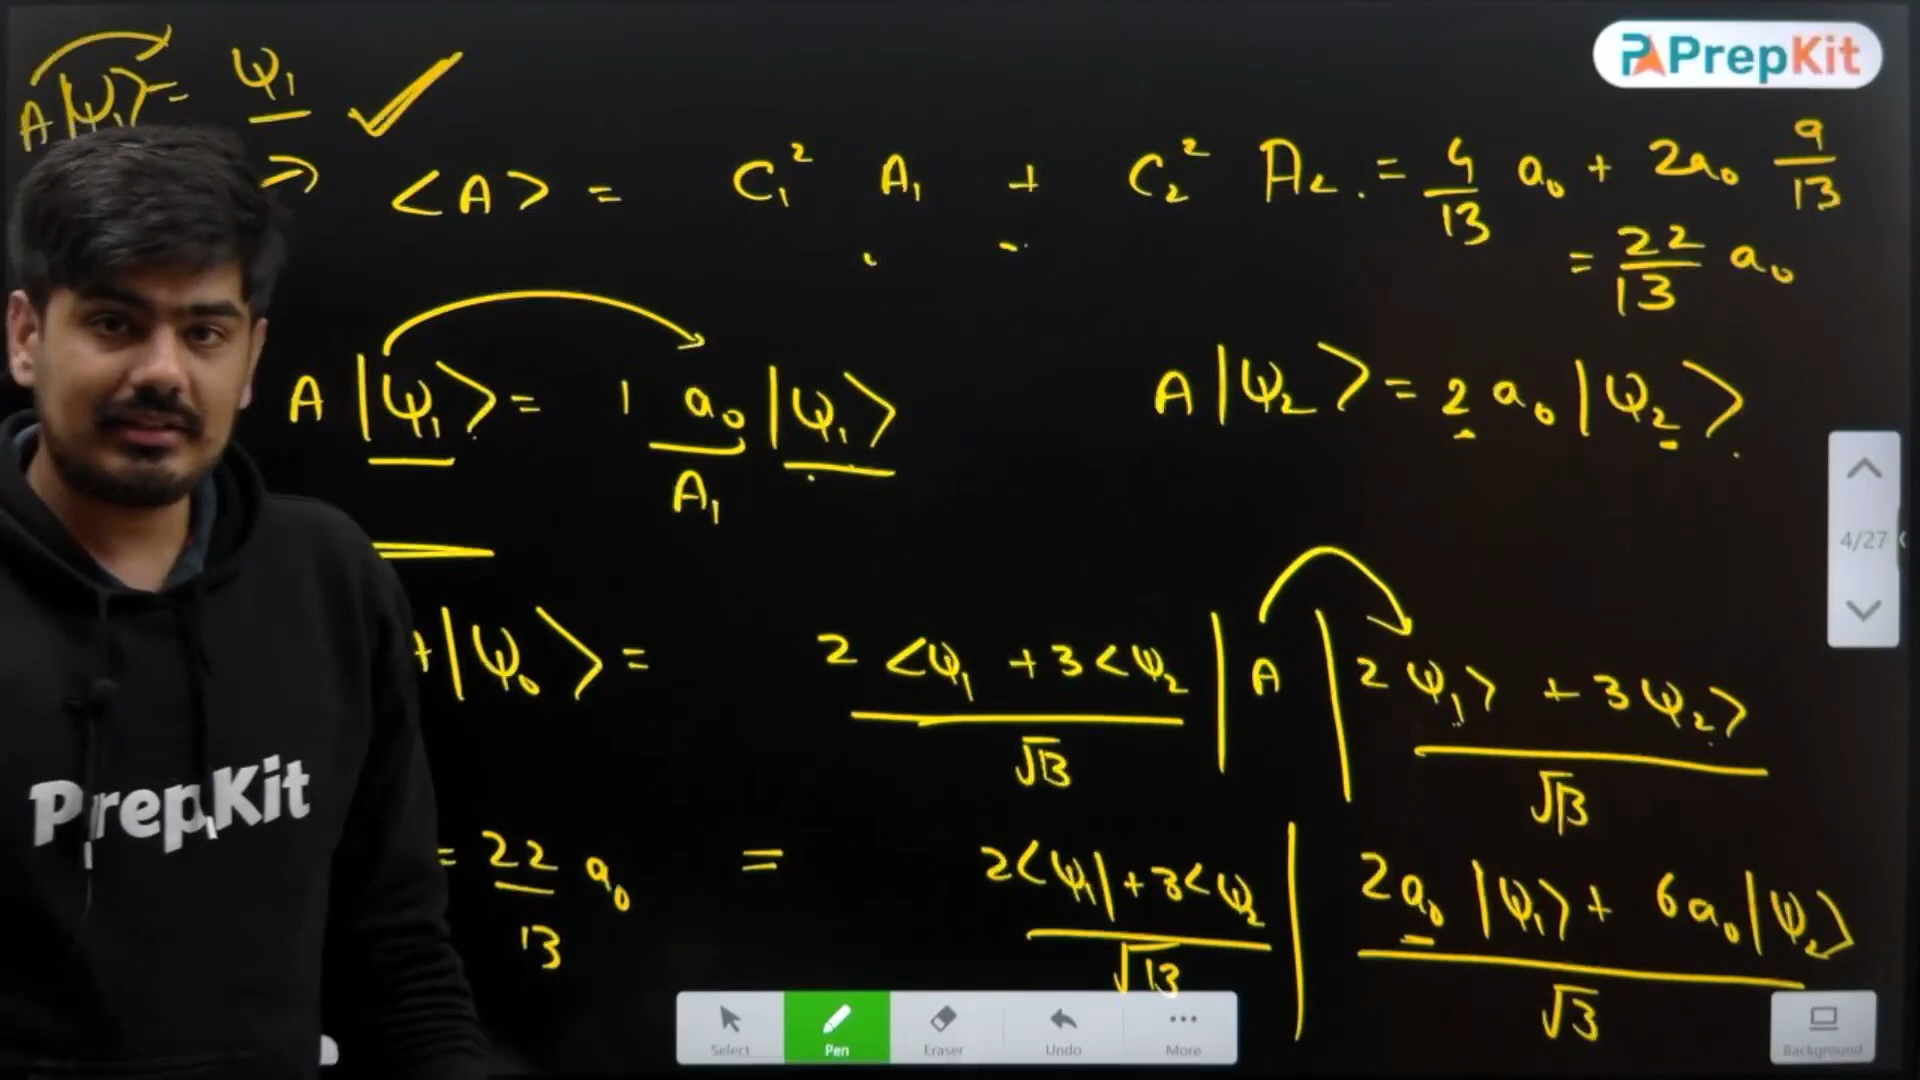 PrepKit
A|ψ₁⟩ = ψ₁
⇒ <A> = C₁² A₁ + C₂² A₂ = 4/13 a₀ + 2a₀ 9/13
= 22/13 a₀
A|ψ₁⟩ = 1 a₀ |ψ₁⟩
A|ψ₂⟩ = 2 a₀ |ψ₂⟩
A₁
|ψ₀⟩ = 2<ψ₁ + 3<ψ₂ / √13 | A | 2ψ₁⟩ + 3ψ₂⟩ / √13
= 22/13 a₀ = 2<ψ₁| + 3<ψ₂ / √13 | 2a₀|ψ₁⟩ + 6a₀|ψ₂⟩ / √3
PrepKit
4/27
Select Pen Eraser Undo More Background